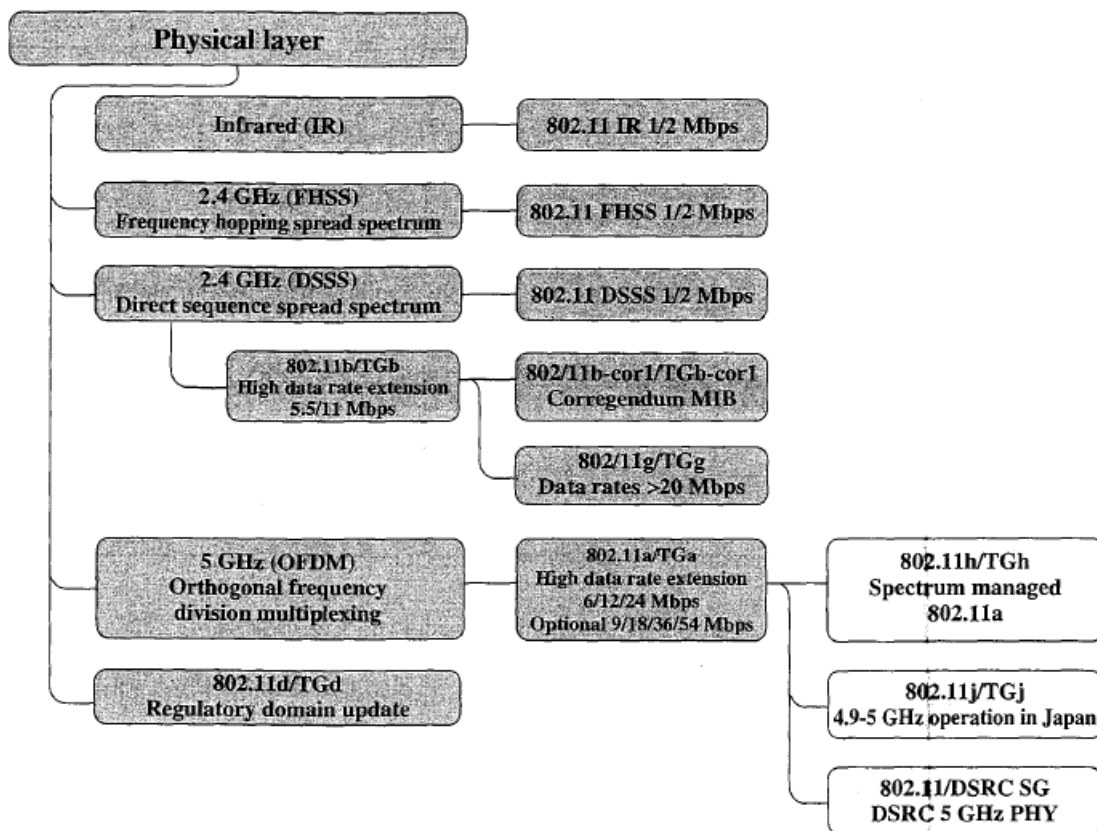 Physical layer
Infrared (IR)
802.11 IR 1/2 Mbps
2.4 GHz (FHSS)
Frequency hopping spread spectrum
802.11 FHSS 1/2 Mbps
2.4 GHz (DSSS)
Direct sequence spread spectrum
802.11 DSSS 1/2 Mbps
802.11b/TGb
High data rate extension
5.5/11 Mbps
802/11b-cor1/TGb-cor1
Corregendum MIB
802/11g/TGg
Data rates >20 Mbps
5 GHz (OFDM)
Orthogonal frequency
division multiplexing
802.11a/TGa
High data rate extension
6/12/24 Mbps
Optional 9/18/36/54 Mbps
802.11h/TGh
Spectrum managed
802.11a
802.11d/TGd
Regulatory domain update
802.11j/TGj
4.9-5 GHz operation in Japan
802.11/DSRC SG
DSRC 5 GHz PHY